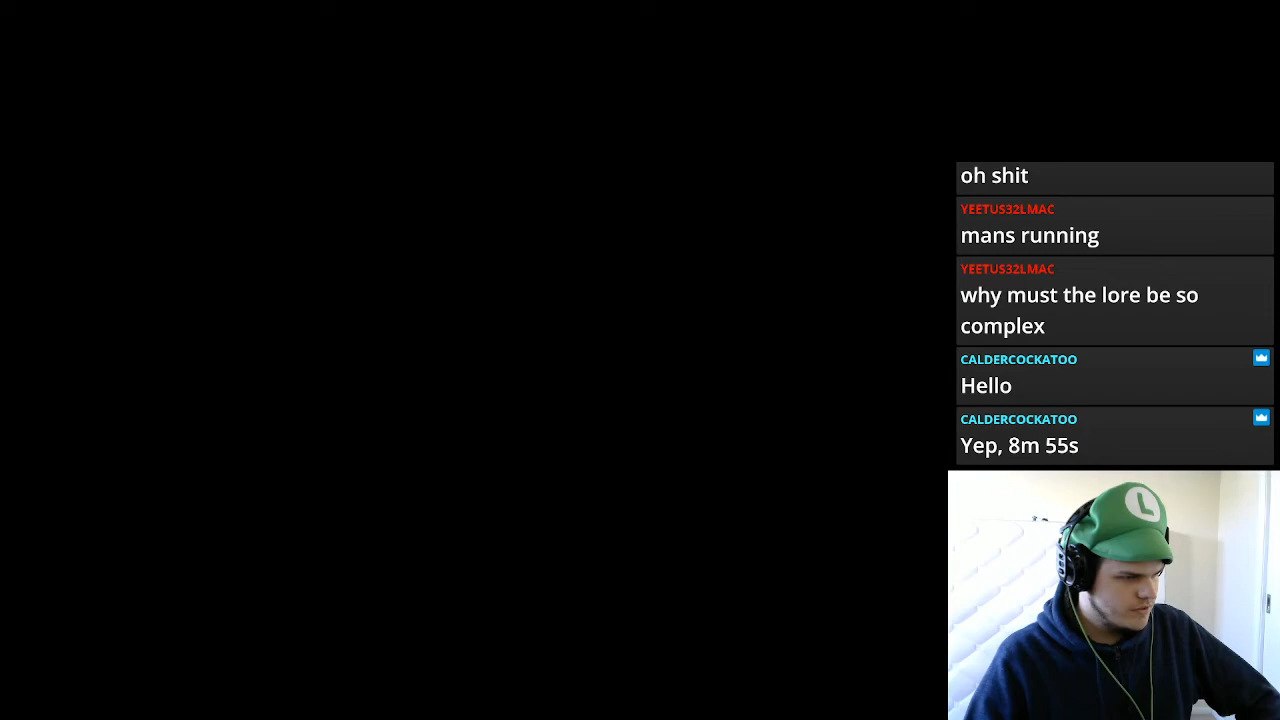 oh shit
YEETUS32LMAC
mans running
YEETUS32LMAC
why must the lore be so
complex
CALDERCOCKATOO
Hello
CALDERCOCKATOO
Yep, 8m 55s
L